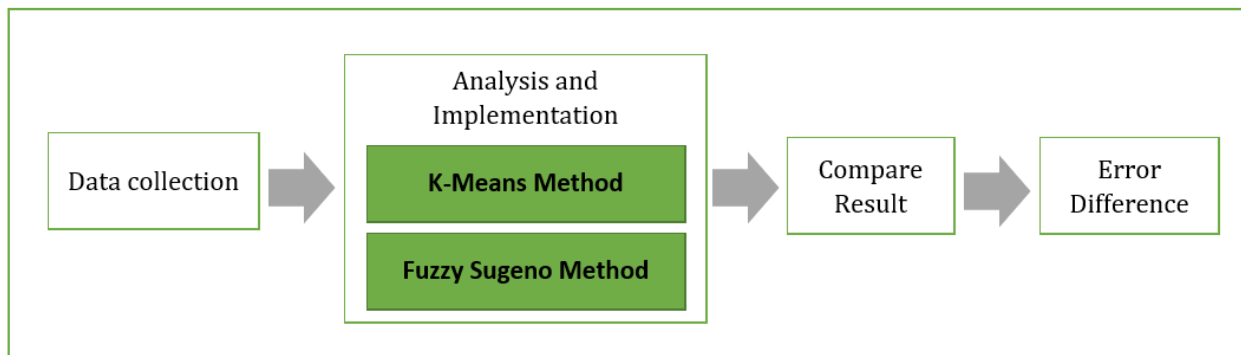 Data collection
Analysis and
Implementation
K-Means Method
Fuzzy Sugeno Method
Compare
Result
Error
Difference